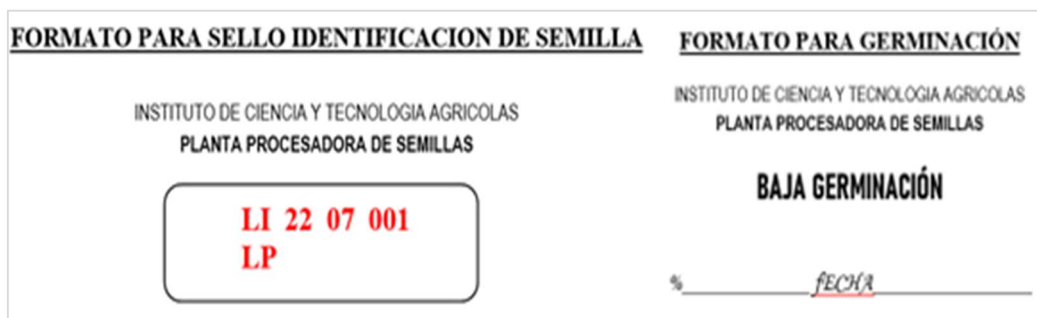 FORMATO PARA SELLO IDENTIFICACION DE SEMILLA
INSTITUTO DE CIENCIA Y TECNOLOGIA AGRICOLAS
PLANTA PROCESADORA DE SEMILLAS
LI 22 07 001
LP
FORMATO PARA GERMINACIÓN
INSTITUTO DE CIENCIA Y TECNOLOGIA AGRICOLAS
PLANTA PROCESADORA DE SEMILLAS
BAJA GERMINACIÓN
%____________fECHA______________